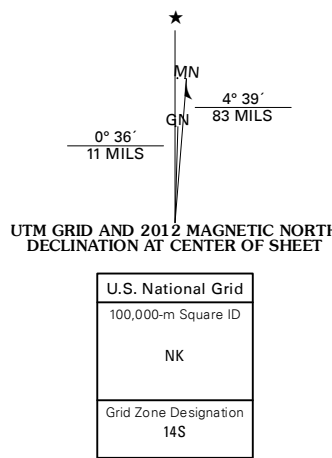 ★
MN
4° 39´
83 MILS
GN
0° 36´
11 MILS
UTM GRID AND 2012 MAGNETIC NORTH
DECLINATION AT CENTER OF SHEET
U.S. National Grid
100,000-m Square ID
NK
Grid Zone Designation
14S